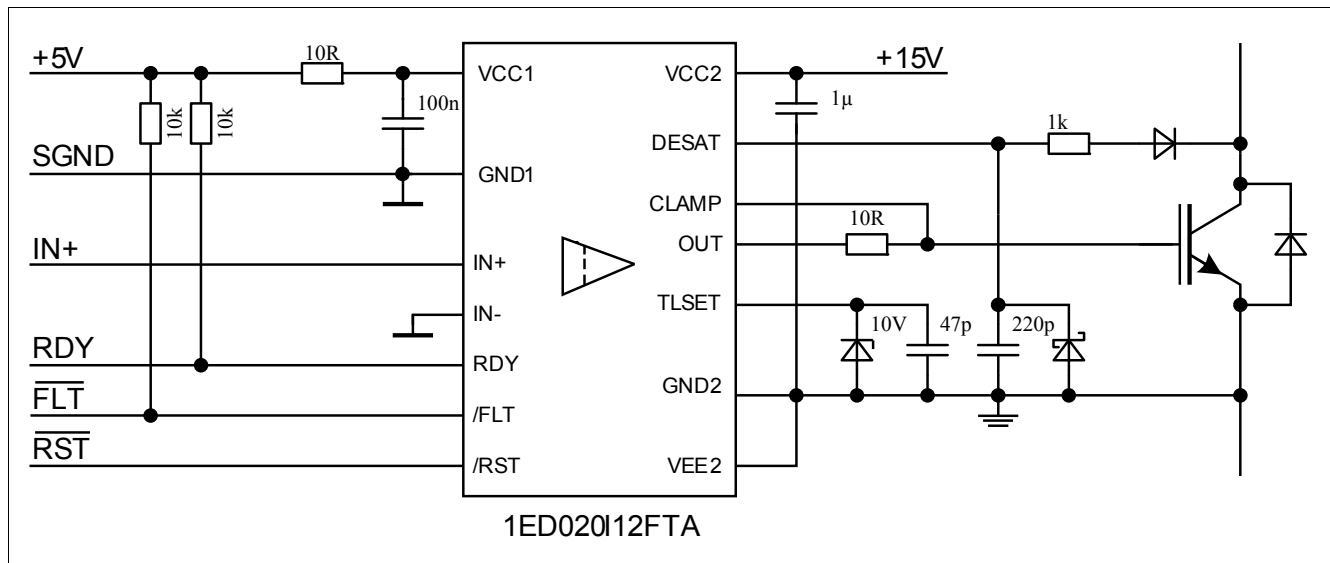 +5V
10R
VCC1
VCC2
+15V
10k
10k
100n
1µ
1k
SGND
GND1
DESAT
CLAMP
10R
IN+
IN+
OUT
IN-
TLSET
10V
47p
220p
RDY
RDY
GND2
FLT
/FLT
RST
/RST
VEE2
1ED020I12FTA